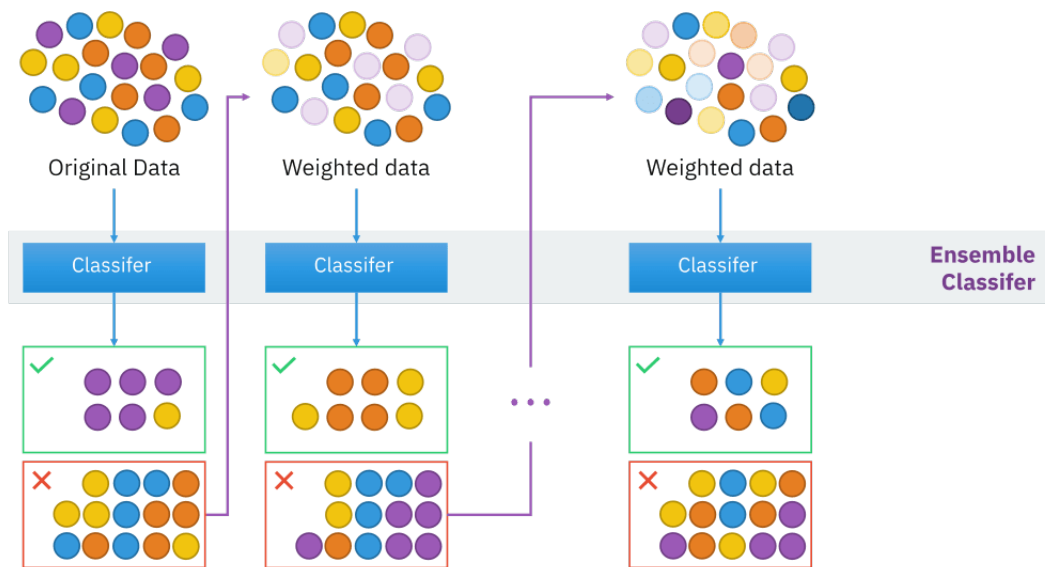 Original Data
Weighted data
Weighted data
Classifer
Classifer
Classifer
Ensemble
Classifer